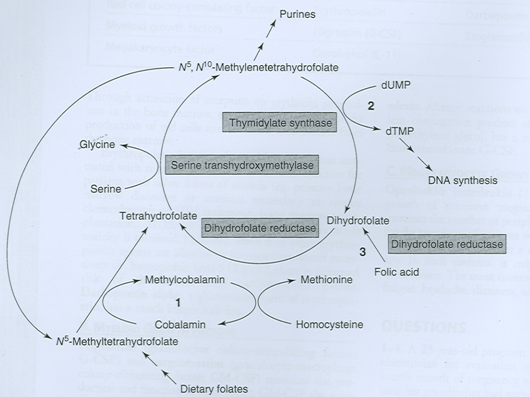 Purines
N⁵, N¹⁰-Methylenetetrahydrofolate
dUMP
2
Thymidylate synthase
dTMP
Glycine
Serine transhydroxymethylase
DNA synthesis
Serine
Tetrahydrofolate
Dihydrofolate
Dihydrofolate reductase
3
Dihydrofolate reductase
Folic acid
Methylcobalamin
Methionine
1
Cobalamin
Homocysteine
N⁵-Methyltetrahydrofolate
Dietary folates